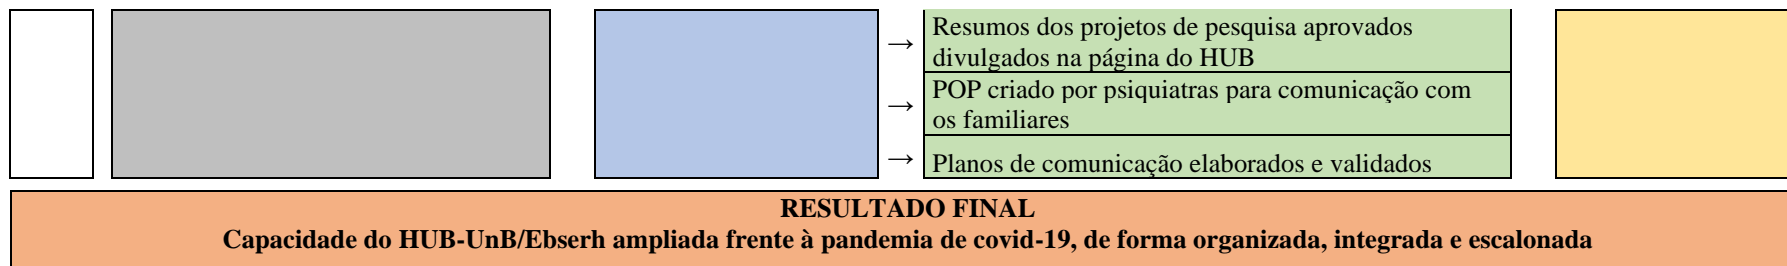 → Resumos dos projetos de pesquisa aprovados
divulgados na página do HUB
→ POP criado por psiquiatras para comunicação com
os familiares
→ Planos de comunicação elaborados e validados
RESULTADO FINAL
Capacidade do HUB-UnB/Ebserh ampliada frente à pandemia de covid-19, de forma organizada, integrada e escalonada